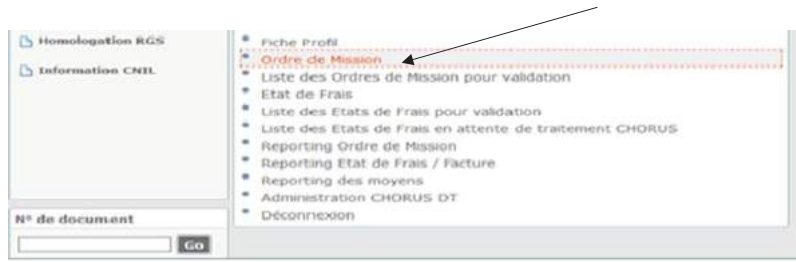 Homologation RGS
Information CNIL
Fiche Profil
Ordre de Mission
Liste des Ordres de Mission pour validation
Etat de Frais
Liste des Etats de Frais pour validation
Liste des Etats de Frais en attente de traitement CHORUS
Reporting Ordre de Mission
Reporting Etat de Frais / Facture
Reporting des moyens
Administration CHORUS DT
Déconnexion
N° de document
Go